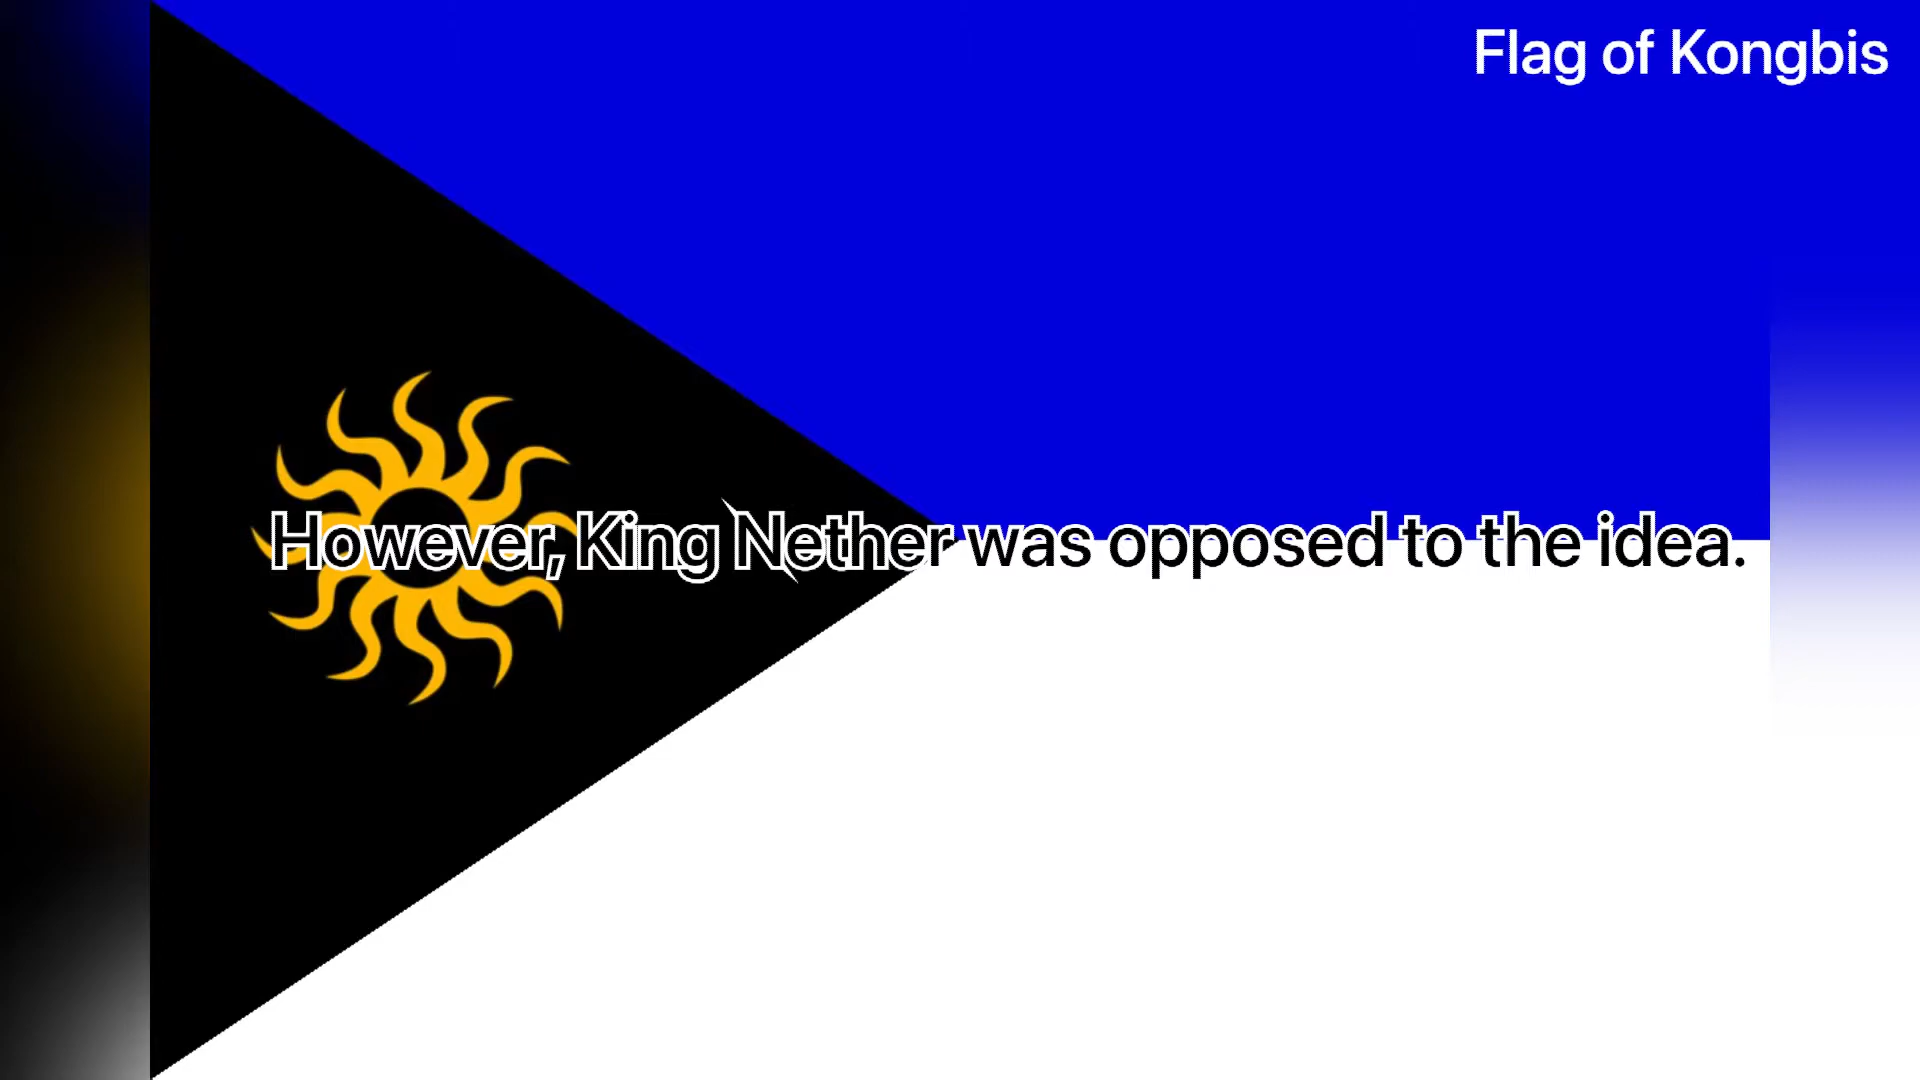 Flag of Kongbis
However, King Nether was opposed to the idea.